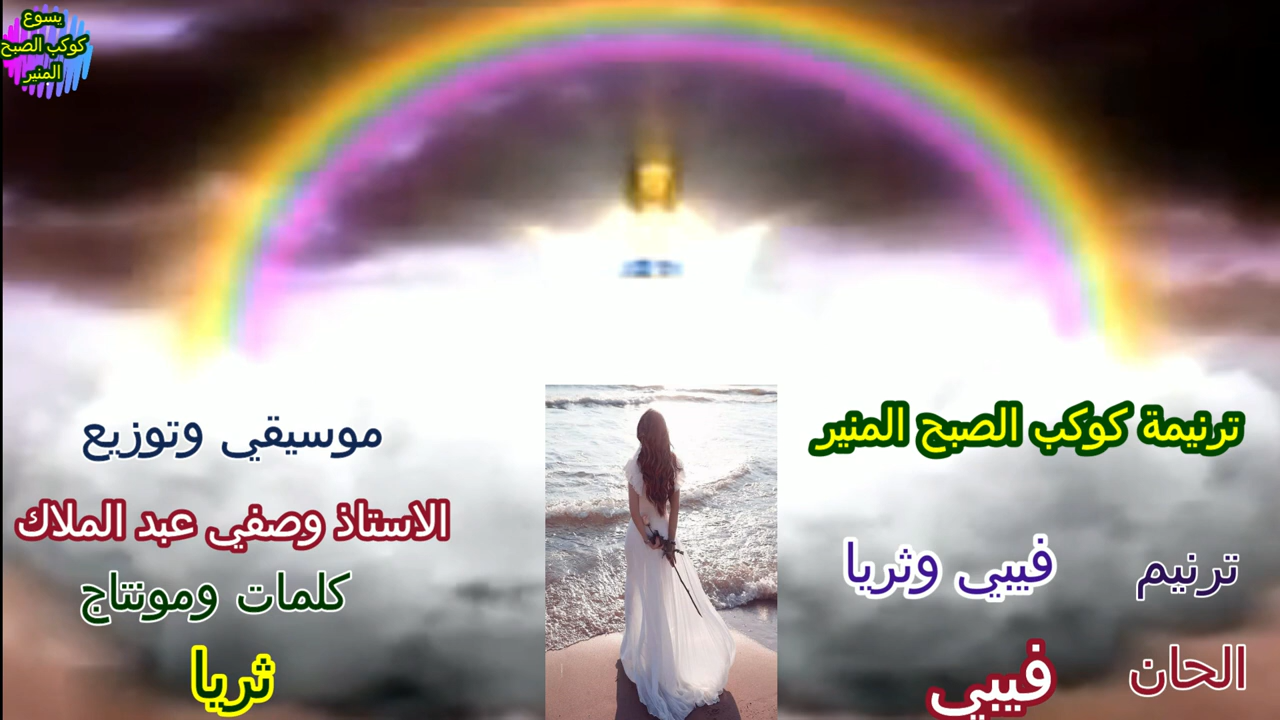 يسوع
كوكب الصبح
المنير
ترنيمة كوكب الصبح المنير
ترنيم فيبي وثريا
الحان فيبي
موسيقي وتوزيع
الاستاذ وصفي عبد الملاك
كلمات ومونتاج
ثريا